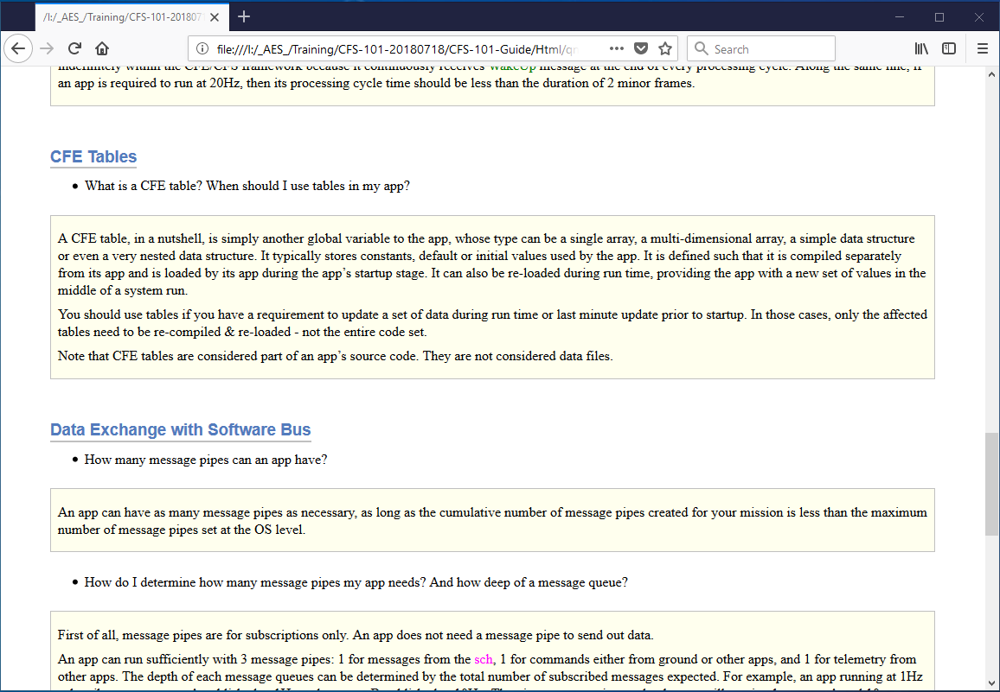 /I:/_AES_/Training/CFS-101-20180
file:///I:/_AES_/Training/CFS-101-20180718/CFS-101-Guide/Html/qn
Search
indefinitely within the CFE/CFS framework because it continuously receives WakeUp message at the end of every processing cycle. Along the same line, if
an app is required to run at 20Hz, then its processing cycle time should be less than the duration of 2 minor frames.
CFE Tables
• What is a CFE table? When should I use tables in my app?
A CFE table, in a nutshell, is simply another global variable to the app, whose type can be a single array, a multi-dimensional array, a simple data structure
or even a very nested data structure. It typically stores constants, default or initial values used by the app. It is defined such that it is compiled separately
from its app and is loaded by its app during the app’s startup stage. It can also be re-loaded during run time, providing the app with a new set of values in the
middle of a system run.
You should use tables if you have a requirement to update a set of data during run time or last minute update prior to startup. In those cases, only the affected
tables need to be re-compiled & re-loaded - not the entire code set.
Note that CFE tables are considered part of an app’s source code. They are not considered data files.
Data Exchange with Software Bus
• How many message pipes can an app have?
An app can have as many message pipes as necessary, as long as the cumulative number of message pipes created for your mission is less than the maximum
number of message pipes set at the OS level.
• How do I determine how many message pipes my app needs? And how deep of a message queue?
First of all, message pipes are for subscriptions only. An app does not need a message pipe to send out data.
An app can run sufficiently with 3 message pipes: 1 for messages from the sch, 1 for commands either from ground or other apps, and 1 for telemetry from
other apps. The depth of each message queues can be determined by the total number of subscribed messages expected. For example, an app running at 1Hz